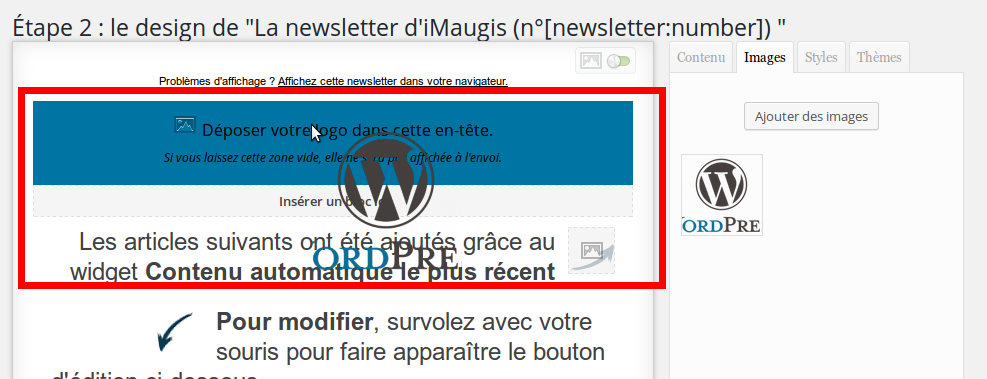 Étape 2 : le design de "La newsletter d'iMaugis (n°[newsletter:number]) "
Problèmes d'affichage ? Affichez cette newsletter dans votre navigateur.
Contenu Images Styles Thèmes
Ajouter des images
Déposer votre logo dans cette en-tête.
Si vous laissez cette zone vide, elle ne sera pas affichée à l'envoi.
Insérer un bloc ici
ORDPRE
ORDPRE
Les articles suivants ont été ajoutés grâce au
widget Contenu automatique le plus récent
Pour modifier, survolez avec votre
souris pour faire apparaître le bouton
d'édition ci-dessous